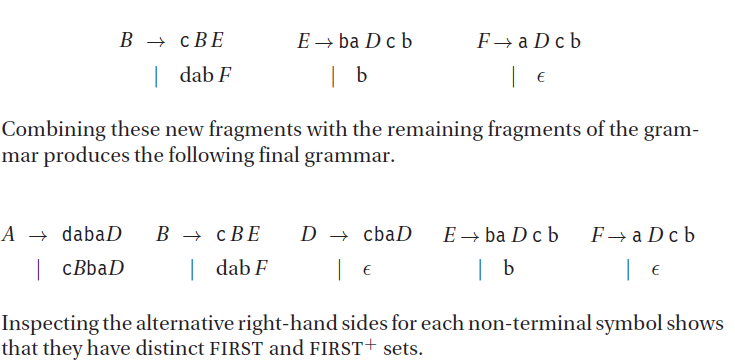 B → cBE E → ba D c b F → a D c b
| dab F | b | ϵ
Combining these new fragments with the remaining fragments of the gram-
mar produces the following final grammar.
A → dabaD B → cBE D → cbaD E → ba D c b F → a D c b
| cBbaD | dab F | ϵ | b | ϵ
Inspecting the alternative right-hand sides for each non-terminal symbol shows
that they have distinct FIRST and FIRST+ sets.